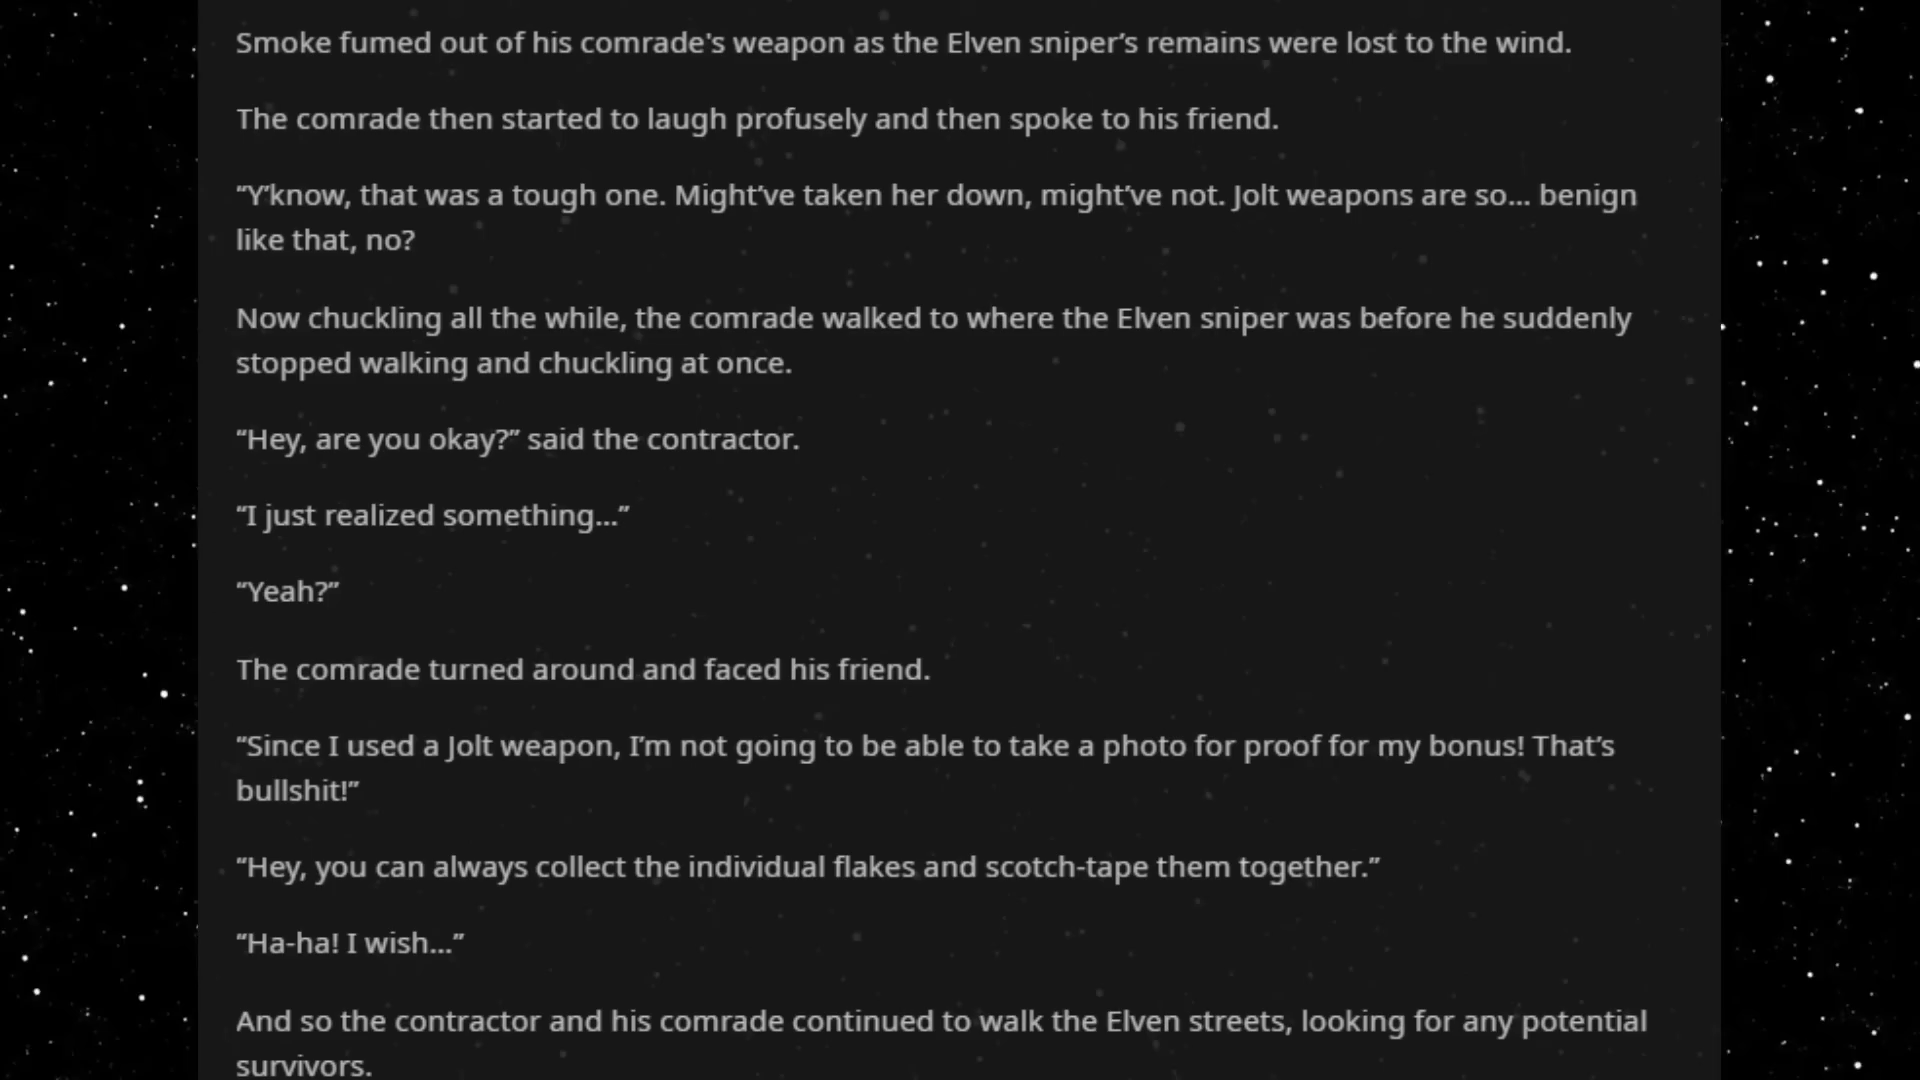 Smoke fumed out of his comrade's weapon as the Elven sniper’s remains were lost to the wind.
The comrade then started to laugh profusely and then spoke to his friend.
“Y’know, that was a tough one. Might’ve taken her down, might’ve not. Jolt weapons are so... benign
like that, no?
Now chuckling all the while, the comrade walked to where the Elven sniper was before he suddenly
stopped walking and chuckling at once.
“Hey, are you okay?” said the contractor.
“I just realized something...”
“Yeah?”
The comrade turned around and faced his friend.
“Since I used a Jolt weapon, I’m not going to be able to take a photo for proof for my bonus! That’s
bullshit!”
“Hey, you can always collect the individual flakes and scotch-tape them together.”
“Ha-ha! I wish...”
And so the contractor and his comrade continued to walk the Elven streets, looking for any potential
survivors.